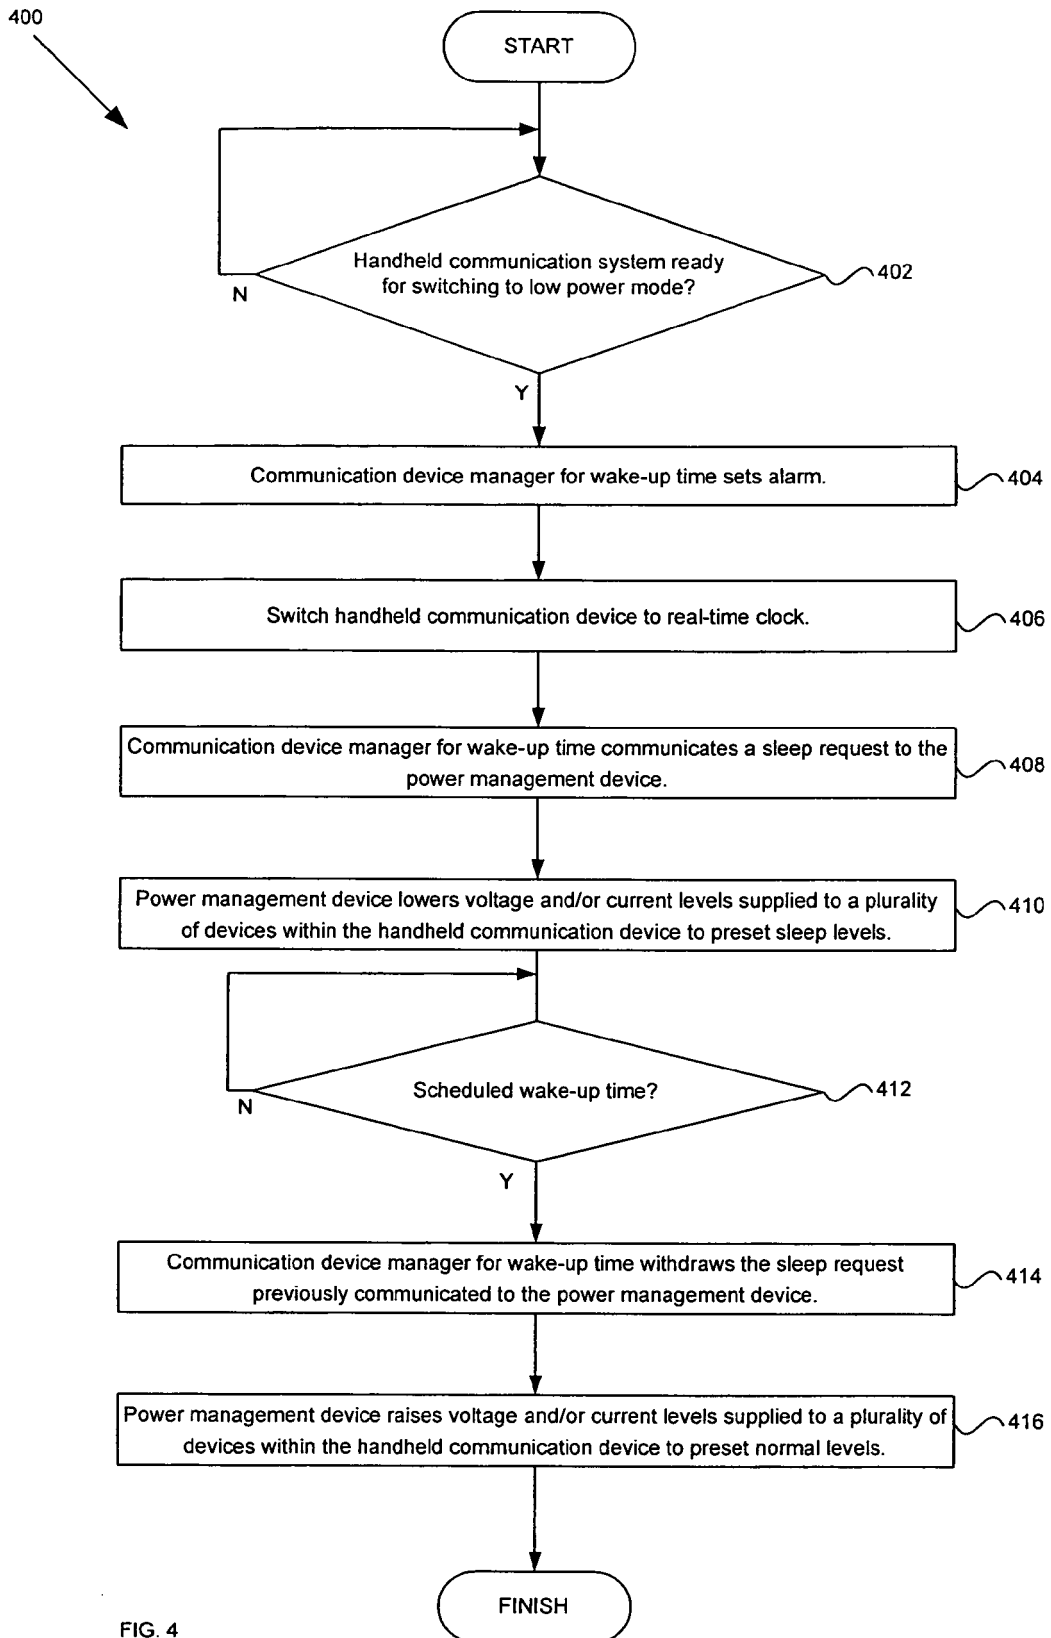 400
START
Handheld communication system ready
for switching to low power mode?
402
N
Y
Communication device manager for wake-up time sets alarm.
404
Switch handheld communication device to real-time clock.
406
Communication device manager for wake-up time communicates a sleep request to the
power management device.
408
Power management device lowers voltage and/or current levels supplied to a plurality
of devices within the handheld communication device to preset sleep levels.
410
Scheduled wake-up time?
412
N
Y
Communication device manager for wake-up time withdraws the sleep request
previously communicated to the power management device.
414
Power management device raises voltage and/or current levels supplied to a plurality of
devices within the handheld communication device to preset normal levels.
416
FINISH
FIG. 4